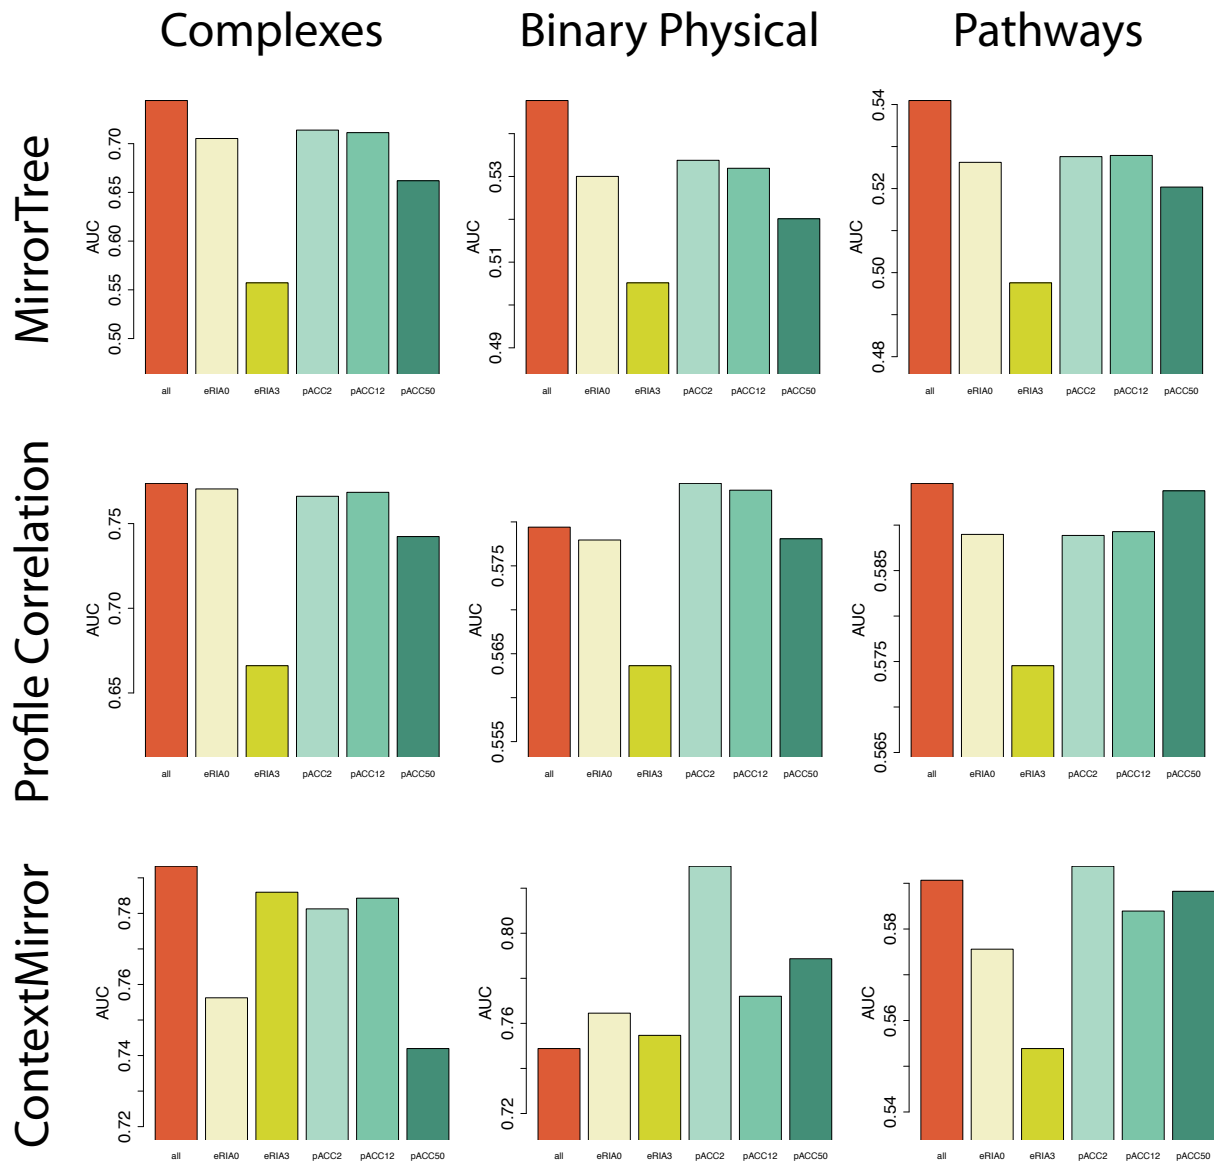 Complexes Binary Physical Pathways
MirrorTree
AUC
0.50 0.55 0.60 0.65 0.70
all eRIA0 eRIA3 pACC2 pACC12 pACC50
AUC
0.49 0.51 0.53
all eRIA0 eRIA3 pACC2 pACC12 pACC50
AUC
0.48 0.50 0.52 0.54
all eRIA0 eRIA3 pACC2 pACC12 pACC50
Profile Correlation
AUC
0.65 0.70 0.75
all eRIA0 eRIA3 pACC2 pACC12 pACC50
AUC
0.555 0.565 0.575
all eRIA0 eRIA3 pACC2 pACC12 pACC50
AUC
0.565 0.575 0.585
all eRIA0 eRIA3 pACC2 pACC12 pACC50
ContextMirror
AUC
0.72 0.74 0.76 0.78
all eRIA0 eRIA3 pACC2 pACC12 pACC50
AUC
0.72 0.76 0.80
all eRIA0 eRIA3 pACC2 pACC12 pACC50
AUC
0.54 0.56 0.58
all eRIA0 eRIA3 pACC2 pACC12 pACC50